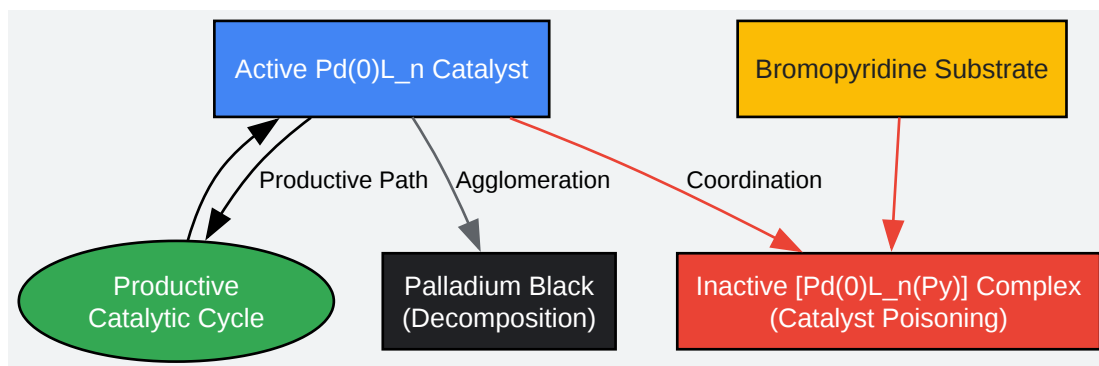 Active Pd(0)L_n Catalyst
Bromopyridine Substrate
Productive Path
Agglomeration
Coordination
Productive
Catalytic Cycle
Palladium Black
(Decomposition)
Inactive [Pd(0)L_n(Py)] Complex
(Catalyst Poisoning)